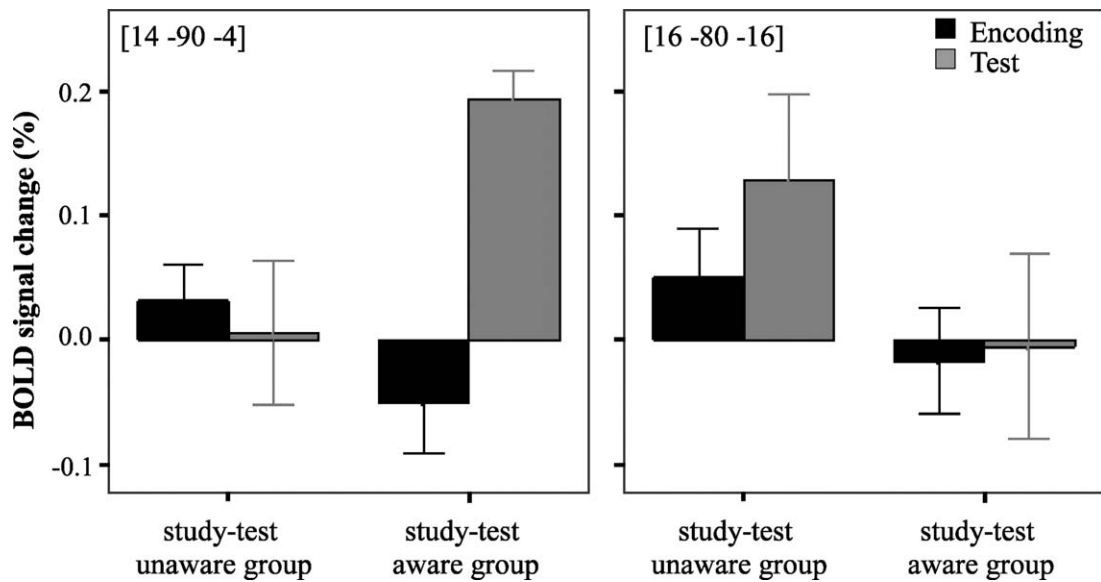 [14 -90 -4]
[16 -80 -16]
Encoding
Test
BOLD signal change (%)
0.2
0.1
0.0
-0.1
study-test
unaware group
study-test
aware group
study-test
unaware group
study-test
aware group